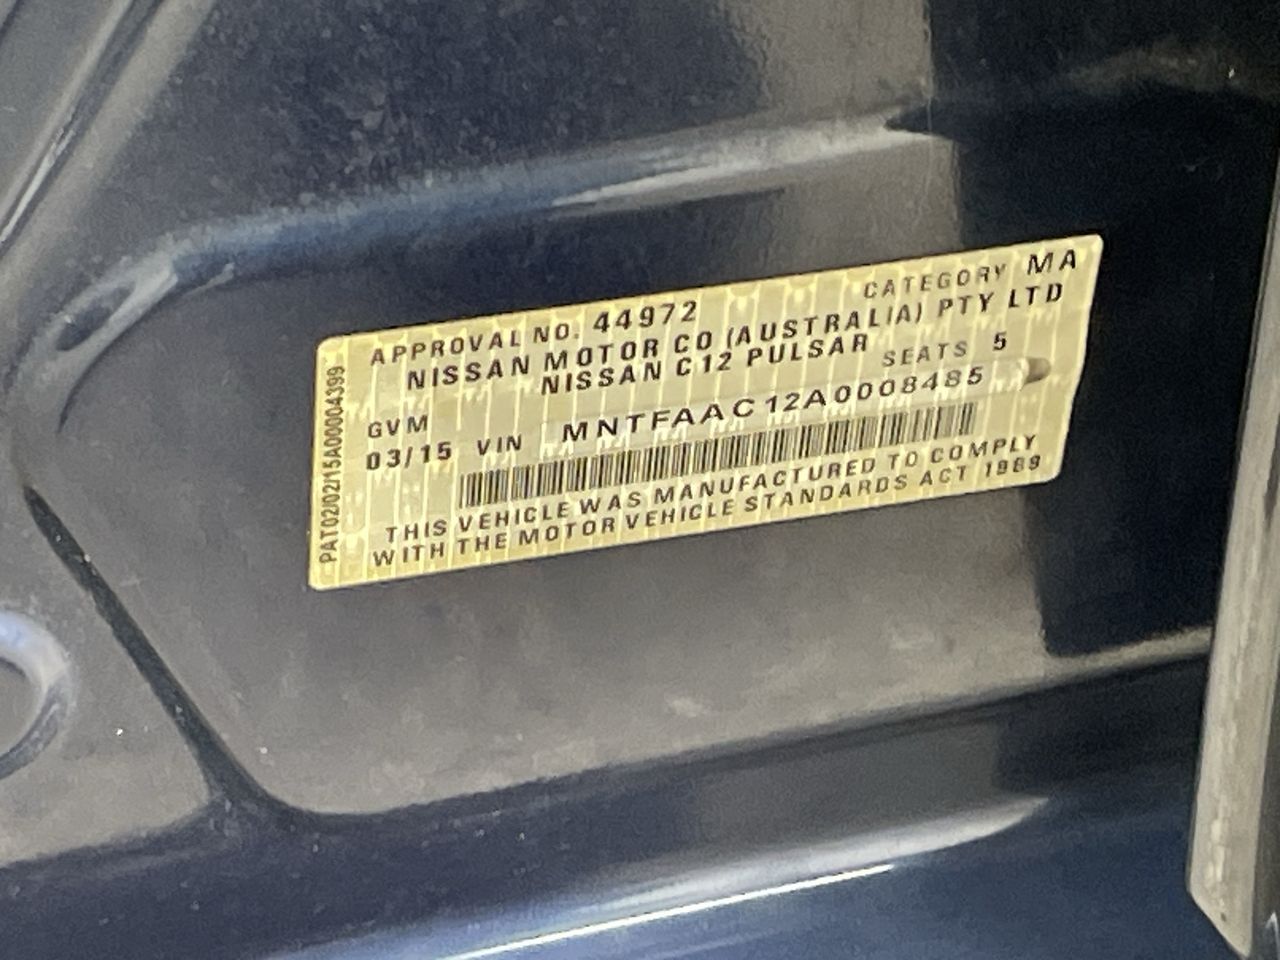 APPROVAL NO. 44972 CATEGORY MA
NISSAN MOTOR CO (AUSTRALIA) PTY LTD
NISSAN C12 PULSAR SEATS 5
GVM
03/15 VIN MNTFAAC12A0008485
THIS VEHICLE WAS MANUFACTURED TO COMPLY
WITH THE MOTOR VEHICLE STANDARDS ACT 1989
PAT02/02/15A00004399